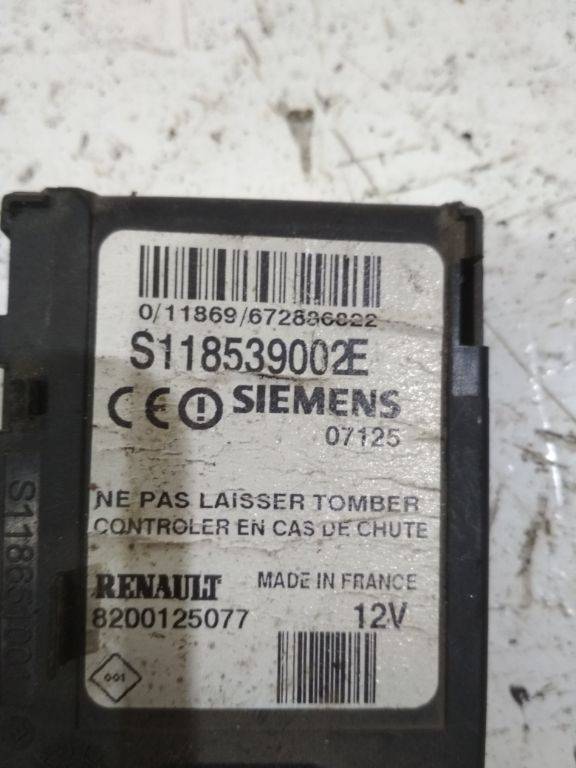 0/11869/672886822
S118539002E
CE SIEMENS
07125
NE PAS LAISSER TOMBER
CONTROLER EN CAS DE CHUTE
RENAULT MADE IN FRANCE
8200125077 12V
001